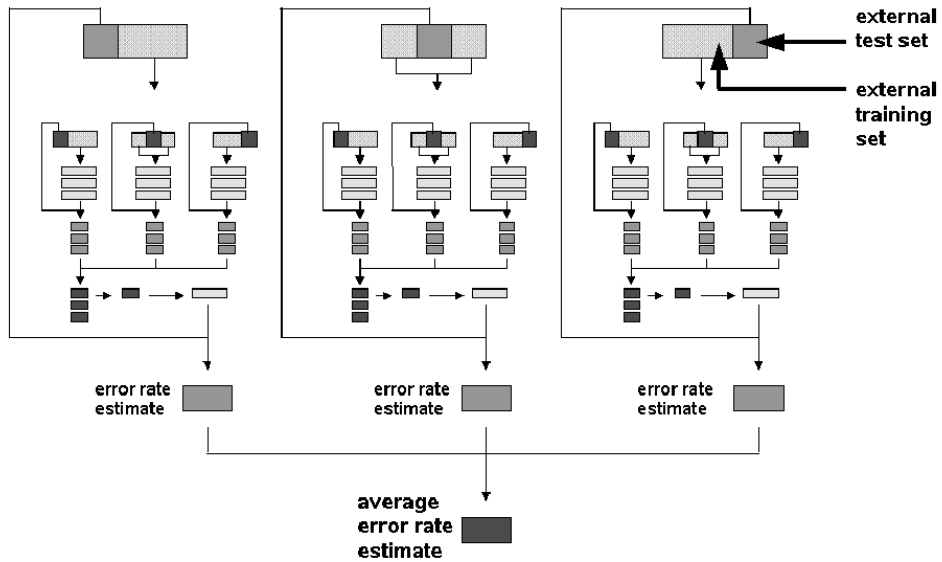 external
test set
external
training
set
error rate
estimate
error rate
estimate
error rate
estimate
average
error rate
estimate